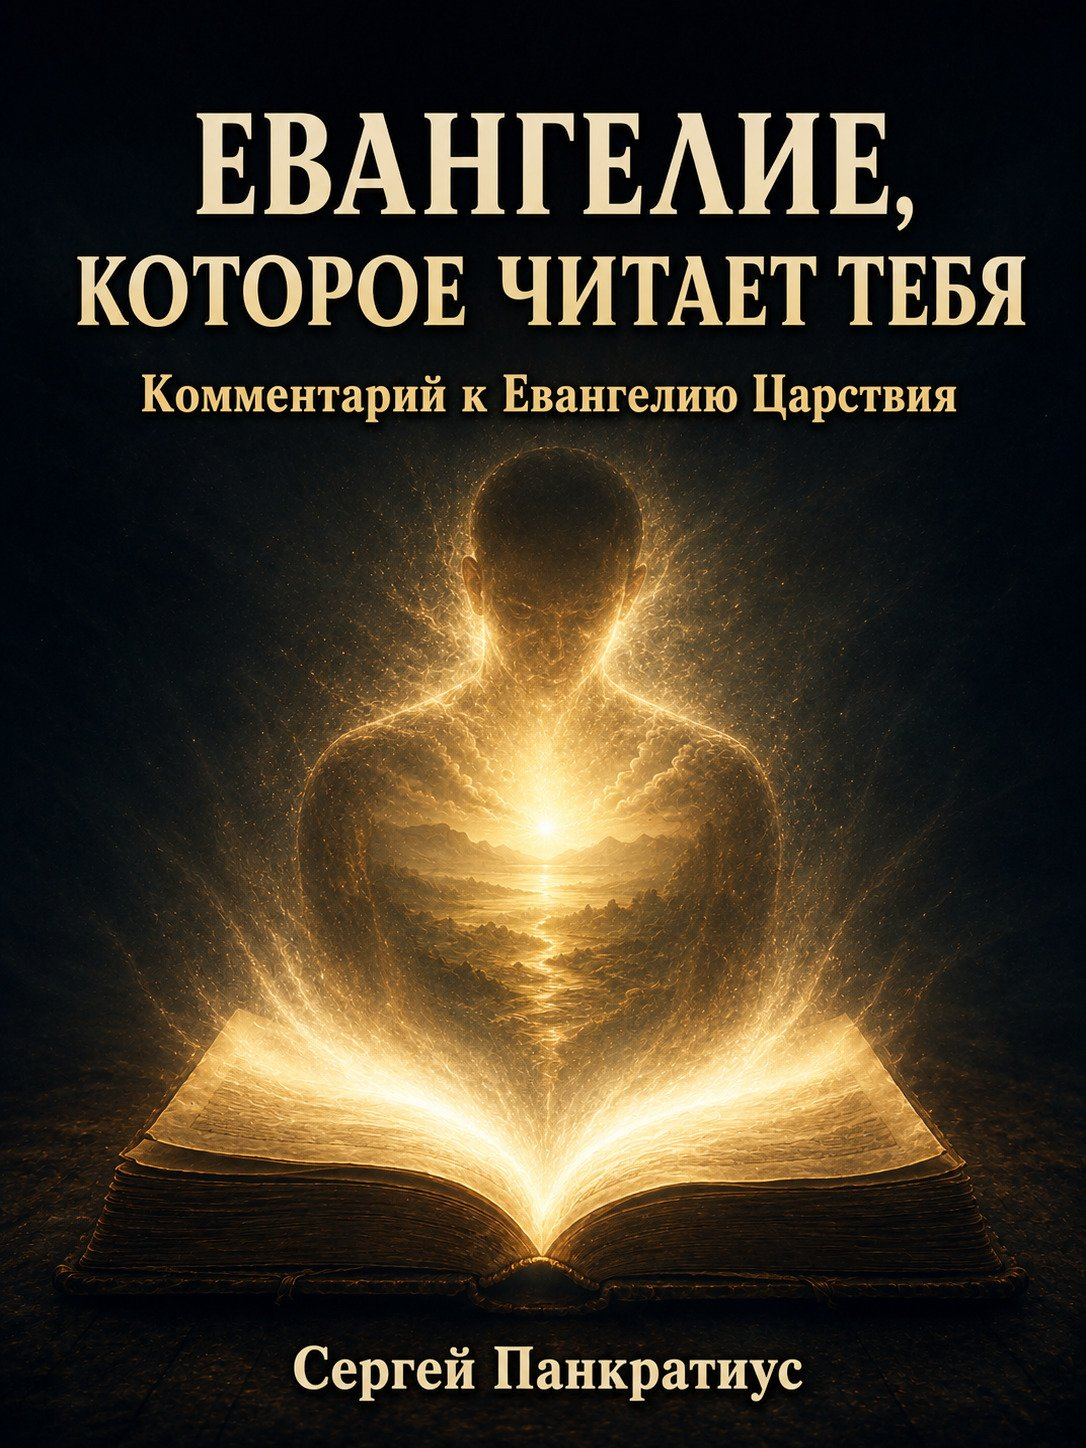 ЕВАНГЕЛИЕ,
КОТОРОЕ ЧИТАЕТ ТЕБЯ
Комментарий к Евангелию Царствия
Сергей Панкратиус